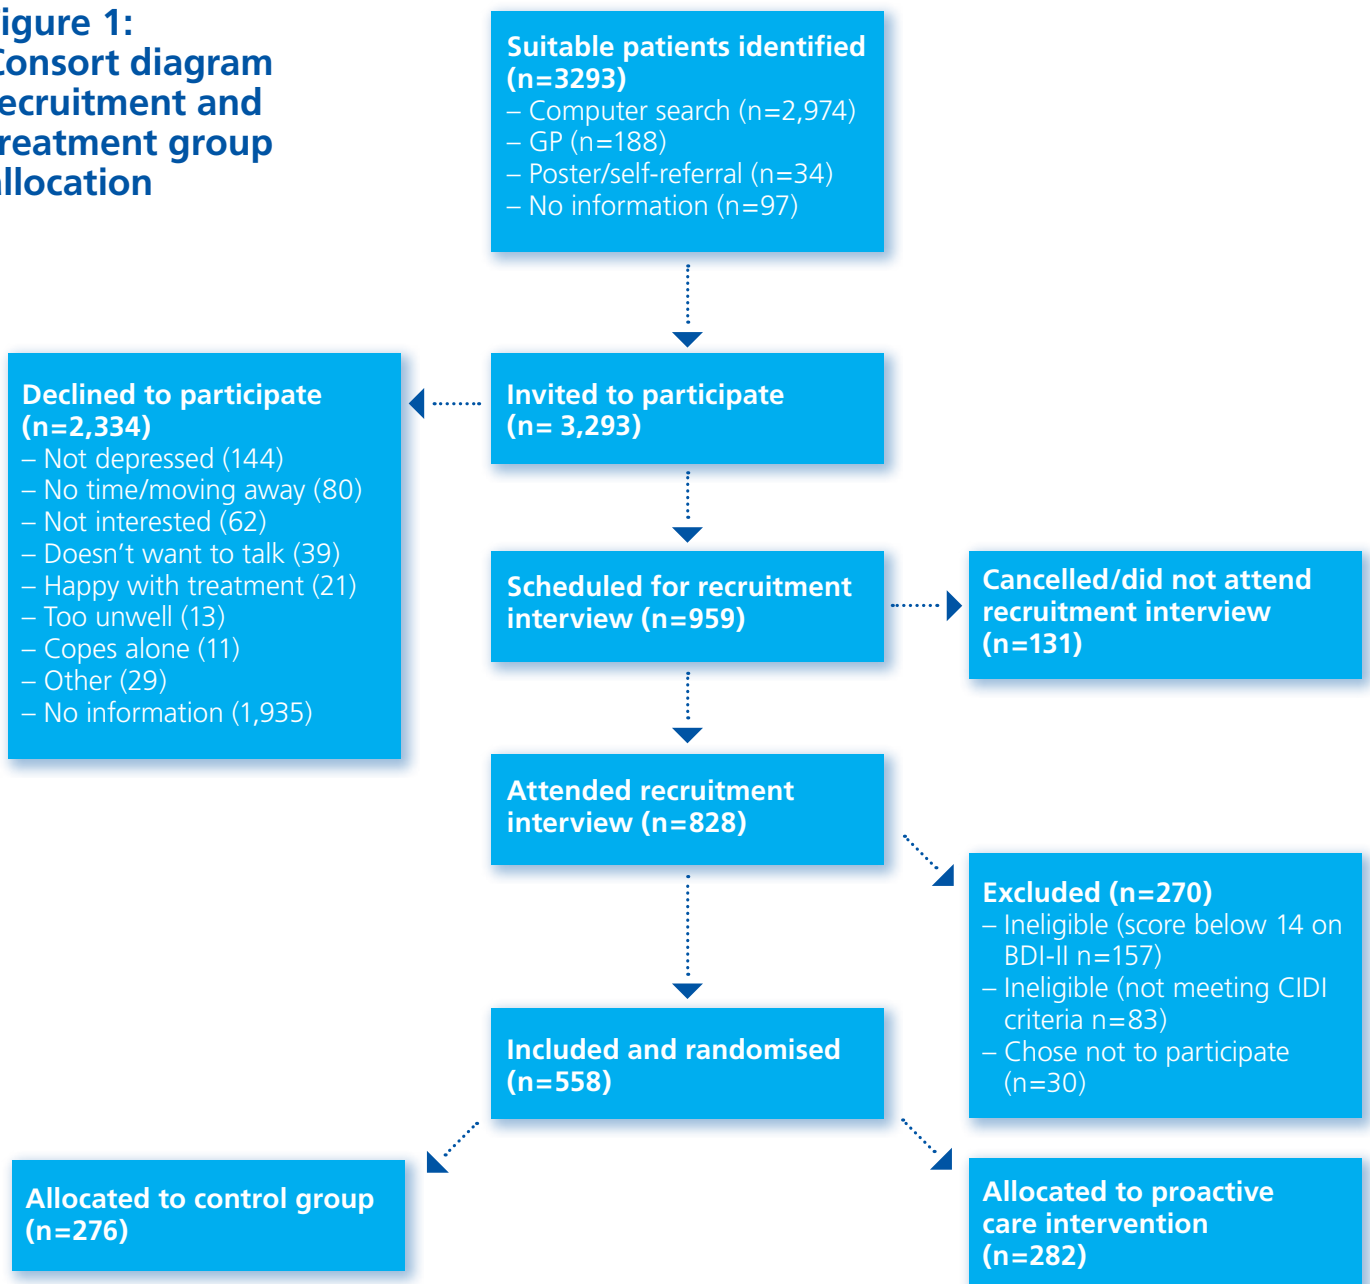 igure 1:
Consort diagram
ecruitment and
reatment group
allocation
Suitable patients identified
(n=3293)
– Computer search (n=2,974)
– GP (n=188)
– Poster/self-referral (n=34)
– No information (n=97)
Declined to participate
(n=2,334)
– Not depressed (144)
– No time/moving away (80)
– Not interested (62)
– Doesn't want to talk (39)
– Happy with treatment (21)
– Too unwell (13)
– Copes alone (11)
– Other (29)
– No information (1,935)
Invited to participate
(n= 3,293)
Scheduled for recruitment
interview (n=959)
Cancelled/did not attend
recruitment interview
(n=131)
Attended recruitment
interview (n=828)
Excluded (n=270)
– Ineligible (score below 14 on
BDI-II n=157)
– Ineligible (not meeting CIDI
criteria n=83)
– Chose not to participate
(n=30)
Included and randomised
(n=558)
Allocated to control group
(n=276)
Allocated to proactive
care intervention
(n=282)